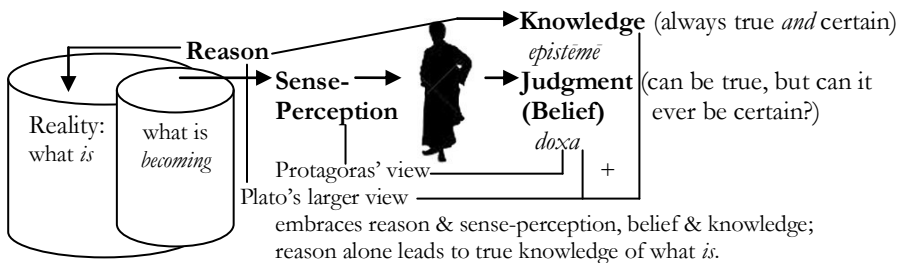 Knowledge (always true and certain)
Reason
epistēmē
Sense-
Perception
Judgment (can be true, but can it
(Belief) ever be certain?)
doxa
Reality:
what is
what is
becoming
Protagoras’ view
+
Plato’s larger view
embraces reason & sense-perception, belief & knowledge;
reason alone leads to true knowledge of what is.